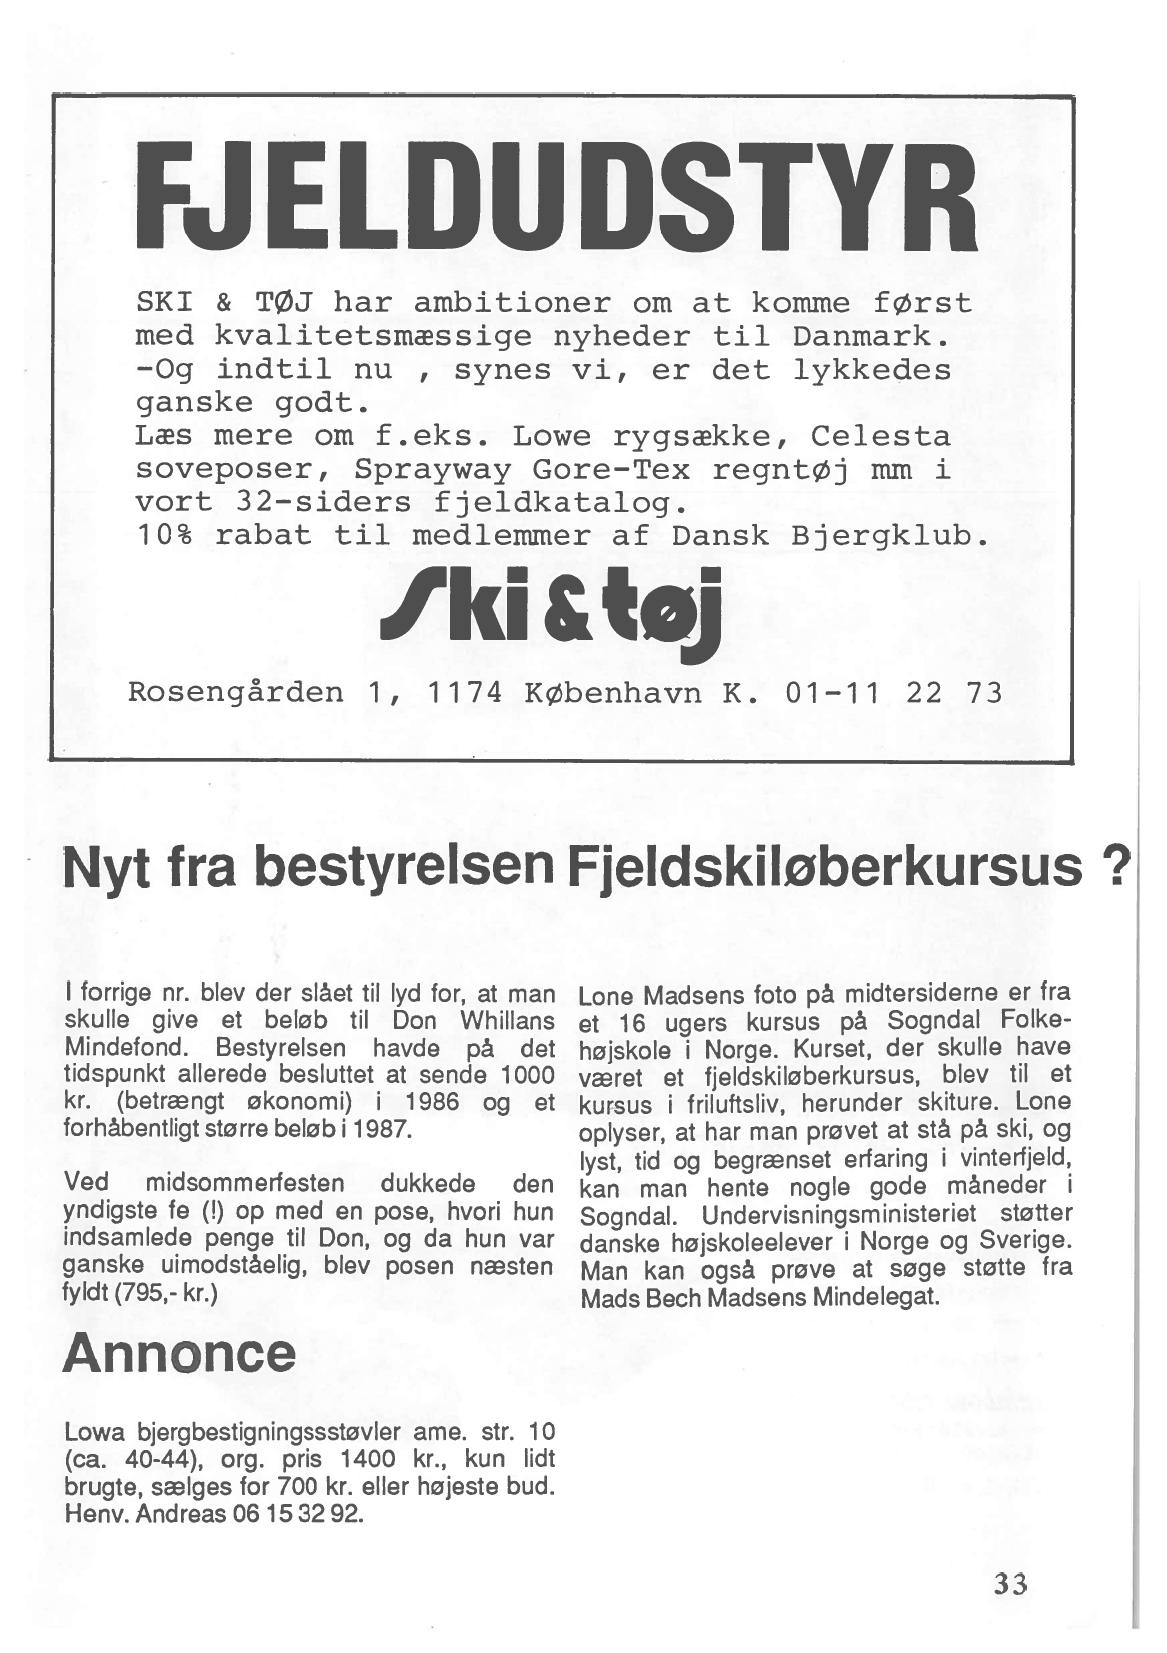 FJELDUDSTYR
SKI & TØJ har ambitioner om at komme først
med kvalitetsmæssige nyheder til Danmark.
-Og indtil nu , synes vi, er det lykkedes
ganske godt.
Læs mere om f.eks. Lowe rygsække, Celesta
soveposer, Sprayway Gore-Tex regntøj mm i
vort 32-siders fjeldkatalog.
10% rabat til medlemmer af Dansk Bjergklub.
Ski & tøj
Rosengården 1, 1174 København K. 01-11 22 73
Nyt fra bestyrelsen
I forrige nr. blev der slået til lyd for, at man
skulle give et beløb til Don Whillans
Mindefond. Bestyrelsen havde på det
tidspunkt allerede besluttet at sende 1000
kr. (betrængt økonomi) i 1986 og et
forhåbentligt større beløb i 1987.
Ved midsommerfesten dukkede den
yndigste fe (!) op med en pose, hvori hun
indsamlede penge til Don, og da hun var
ganske uimodståelig, blev posen næsten
fyldt (795,- kr.)
Annonce
Lowa bjergbestigningssstøvler ame. str. 10
(ca. 40-44), org. pris 1400 kr., kun lidt
brugte, sælges for 700 kr. eller højeste bud.
Henv. Andreas 06 15 32 92.
Fjeldskiløberkursus ?
Lone Madsens foto på midtersiderne er fra
et 16 ugers kursus på Sogndal Folke-
højskole i Norge. Kurset, der skulle have
været et fjeldskiløberkursus, blev til et
kursus i friluftsliv, herunder skiture. Lone
oplyser, at har man prøvet at stå på ski, og
lyst, tid og begrænset erfaring i vinterfjeld,
kan man hente nogle gode måneder i
Sogndal. Undervisningsministeriet støtter
danske højskoleelever i Norge og Sverige.
Man kan også prøve at søge støtte fra
Mads Bech Madsens Mindelegat.
33